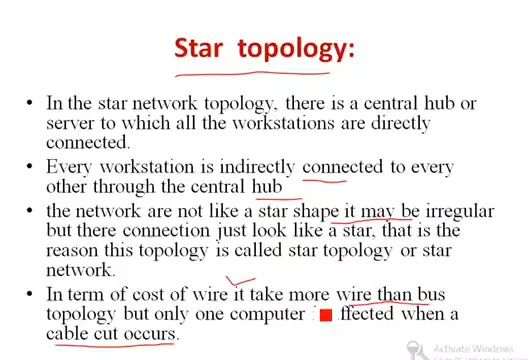 Star topology:
• In the star network topology, there is a central hub or
server to which all the workstations are directly
connected.
• Every workstation is indirectly connected to every
other through the central hub
• the network are not like a star shape it may be irregular
but there connection just look like a star, that is the
reason this topology is called star topology or star
network.
• In term of cost of wire it take more wire than bus
topology but only one computer ffected when a
cable cut occurs.
Activate Windows